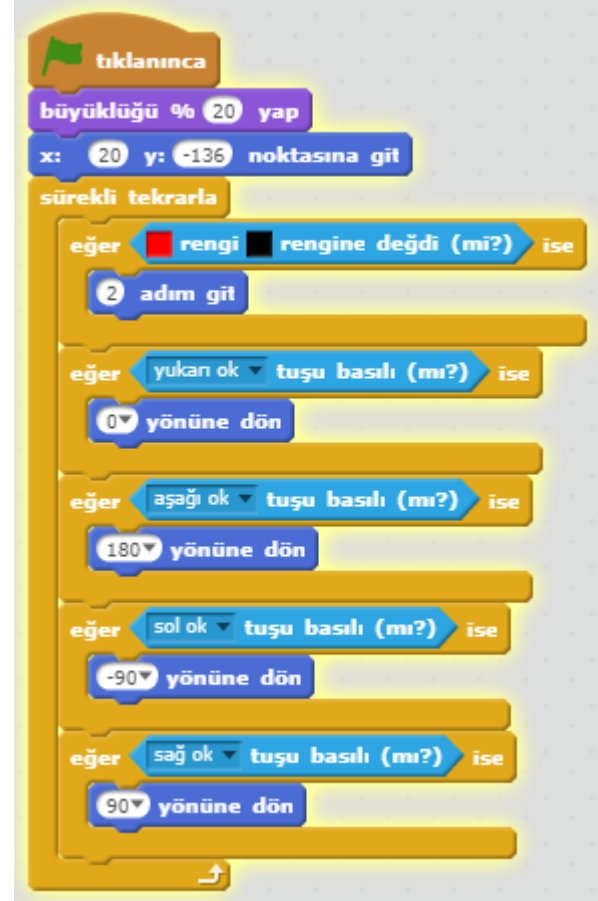 tıklanınca
büyüklüğü % 20 yap
x: 20 y: -136 noktasına git
sürekli tekrarla
eğer rengi rengine değdi (mi?) ise
2 adım git
eğer yukarı ok tuşu basılı (mı?) ise
0 yönüne dön
eğer aşağı ok tuşu basılı (mı?) ise
180 yönüne dön
eğer sol ok tuşu basılı (mı?) ise
-90 yönüne dön
eğer sağ ok tuşu basılı (mı?) ise
90 yönüne dön